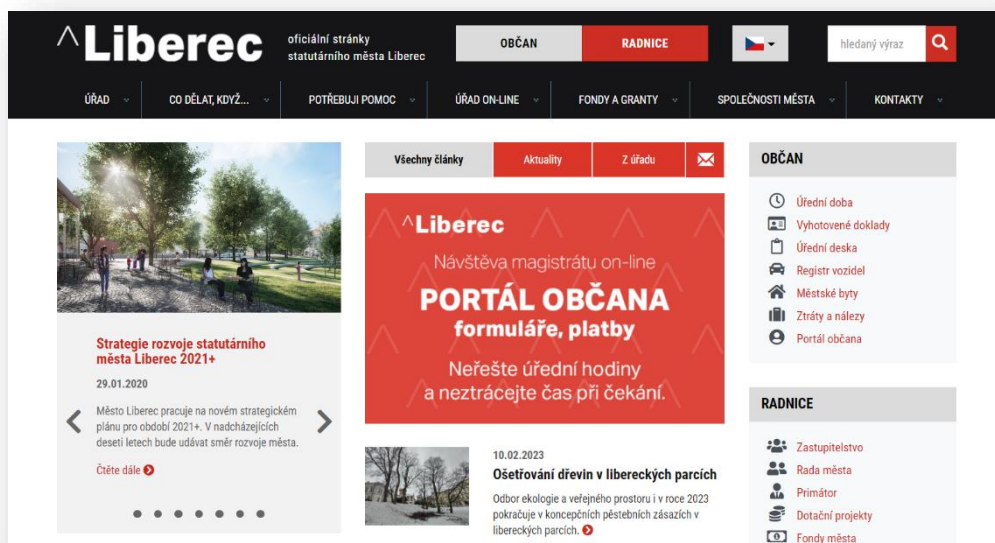 ^Liberec
oficiální stránky
statutárního města Liberec
OBČAN
RADNICE
hledaný výraz
ÚŘAD
CO DĚLAT, KDYŽ...
POTŘEBUJI POMOC
ÚŘAD ON-LINE
FONDY A GRANTY
SPOLEČNOSTI MĚSTA
KONTAKTY
Strategie rozvoje statutárního
města Liberec 2021+
29.01.2020
Město Liberec pracuje na novém strategickém
plánu pro období 2021+. V nadcházejících
deseti letech bude udávat směr rozvoje města.
Čtěte dále
Všechny články
Aktuality
Z úřadu
^Liberec
Návštěva magistrátu on-line
PORTÁL OBČANA
formuláře, platby
Neřešte úřední hodiny
a neztrácejte čas při čekání.
10.02.2023
Ošetřování dřevin v libereckých parcích
Odbor ekologie a veřejného prostoru i v roce 2023
pokračuje v koncepčních pěstebních zásazích v
libereckých parcích.
OBČAN
Úřední doba
Vyhotovené doklady
Úřední deska
Registr vozidel
Městské byty
Ztráty a nálezy
Portál občana
RADNICE
Zastupitelstvo
Rada města
Primátor
Dotační projekty
Fondy města